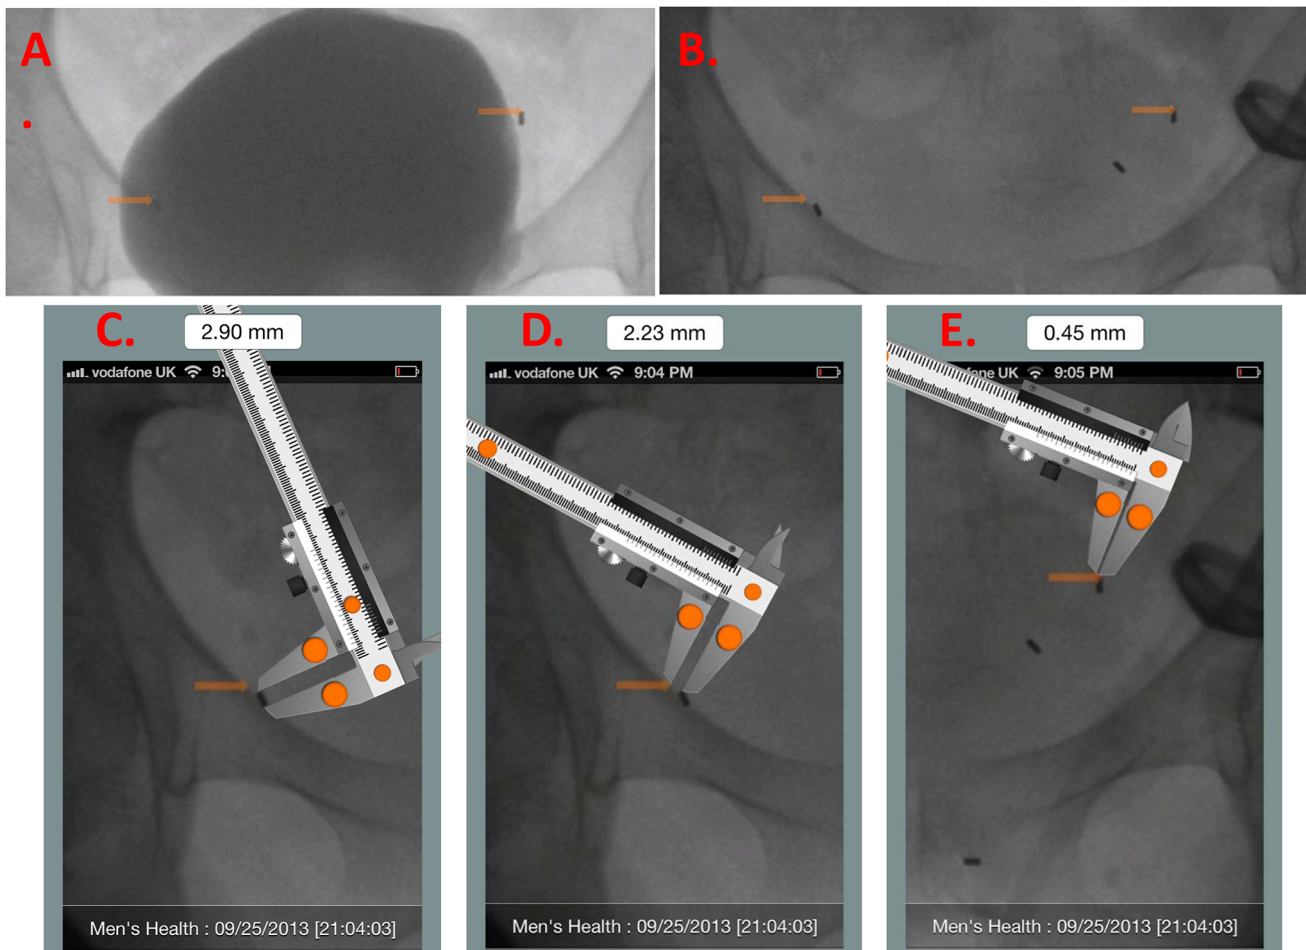 A
.
B.
C.
2.90 mm
vodafone UK
D.
2.23 mm
vodafone UK 9:04 PM
E.
0.45 mm
UK 9:05 PM
Men's Health : 09/25/2013 [21:04:03]
Men's Health : 09/25/2013 [21:04:03]
Men's Health : 09/25/2013 [21:04:03]